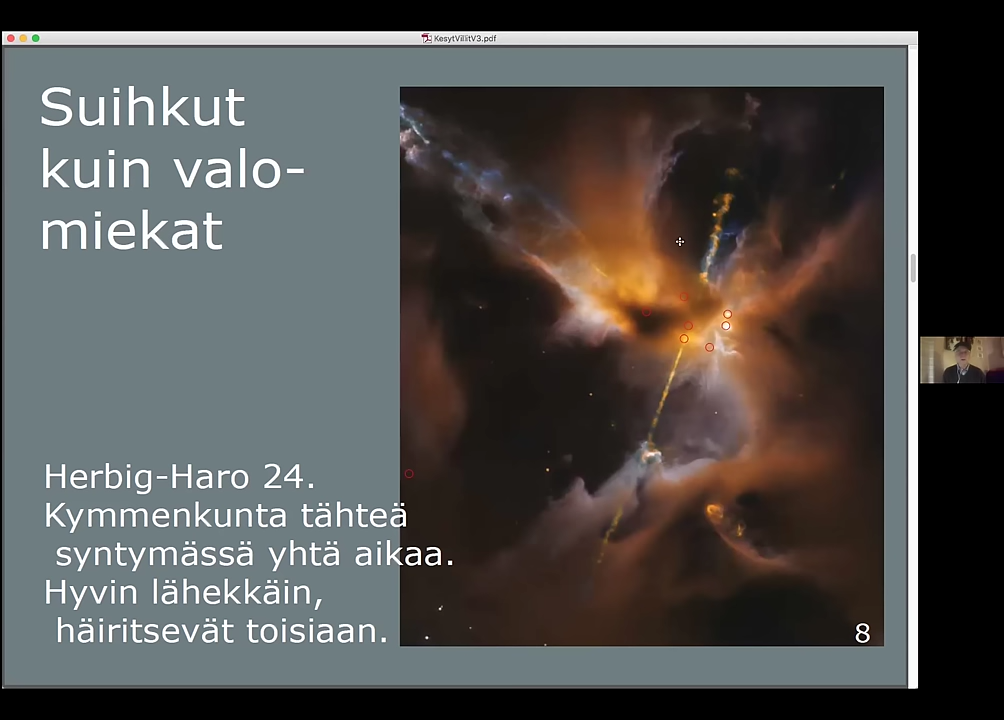 KesytVillitV3.pdf
Suihkut
kuin valo-
miekat
Herbig-Haro 24.
Kymmenkunta tähteä
syntymässä yhtä aikaa.
Hyvin lähekkäin,
häiritsevät toisiaan.
8